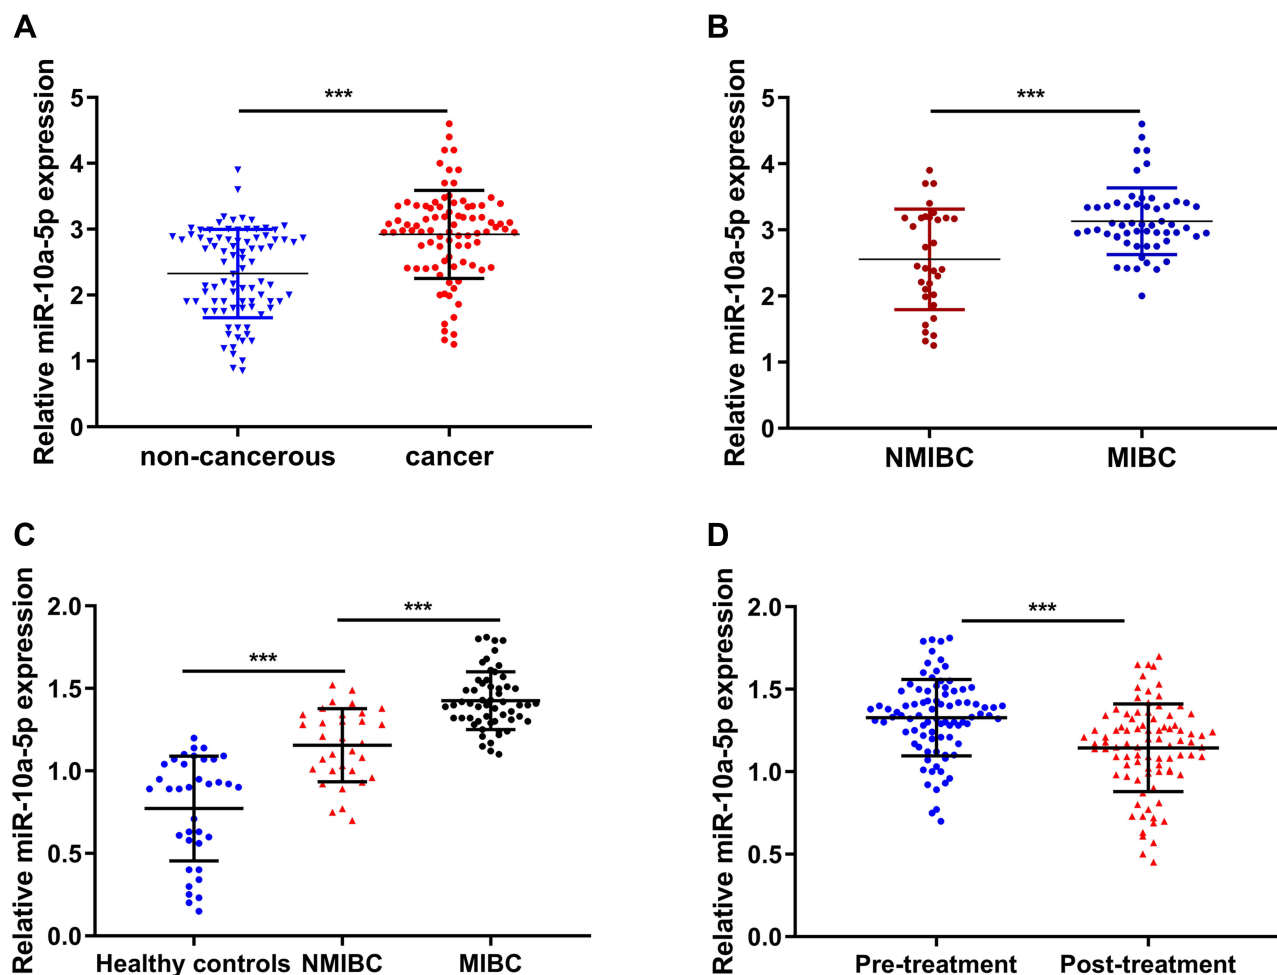 A
Relative miR-10a-5p expression
5
4
3
2
1
0
***
non-cancerous cancer
B
Relative miR-10a-5p expression
5
4
3
2
1
0
***
NMIBC MIBC
C
Relative miR-10a-5p expression
2.0
1.5
1.0
0.5
0.0
***
***
Healthy controls NMIBC MIBC
D
Relative miR-10a-5p expression
2.0
1.5
1.0
0.5
0.0
***
Pre-treatment Post-treatment